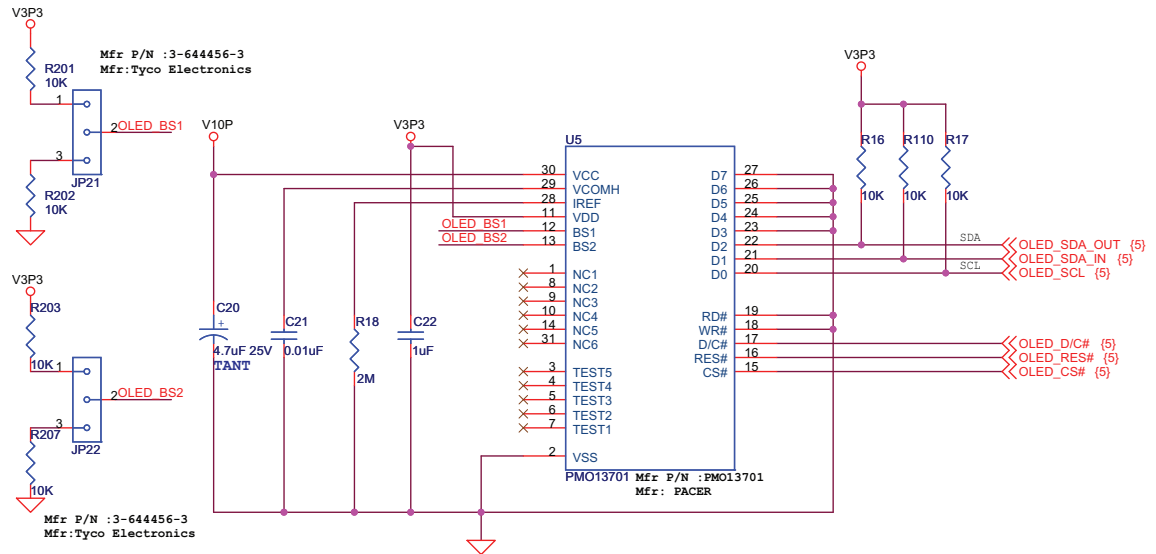 V3P3
R201
10K
Mfr P/N :3-644456-3
Mfr:Tyco Electronics
1
2
OLED_BS1
3
JP21
R202
10K
V3P3
R203
10K
1
2
OLED_BS2
3
JP22
R207
10K
Mfr P/N :3-644456-3
Mfr:Tyco Electronics
V10P
C20
+
4.7uF 25V
TANT
C21
0.01uF
R18
2M
V3P3
C22
1uF
OLED_BS1
OLED_BS2
U5
30 VCC
29 VCOMH
28 IREF
11 VDD
12 BS1
13 BS2
1 NC1
8 NC2
9 NC3
10 NC4
14 NC5
31 NC6
3 TEST5
4 TEST4
5 TEST3
6 TEST2
7 TEST1
2 VSS
D7 27
D6 26
D5 25
D4 24
D3 23
D2 22
D1 21
D0 20
RD# 19
WR# 18
D/C# 17
RES# 16
CS# 15
PMO13701
Mfr P/N :PMO13701
Mfr: PACER
V3P3
R16
10K
R110
10K
R17
10K
SDA
OLED_SDA_OUT {5}
OLED_SDA_IN {5}
SCL
OLED_SCL {5}
OLED_D/C# {5}
OLED_RES# {5}
OLED_CS# {5}